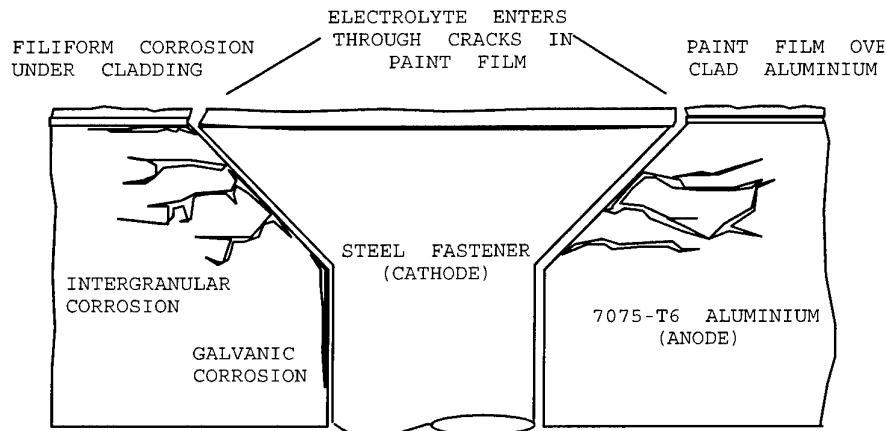 ELECTROLYTE ENTERS
THROUGH CRACKS IN
PAINT FILM
FILIFORM CORROSION
UNDER CLADDING
PAINT FILM OVE
CLAD ALUMINIUM
STEEL FASTENER
(CATHODE)
INTERGRANULAR
CORROSION
7075-T6 ALUMINIUM
(ANODE)
GALVANIC
CORROSION